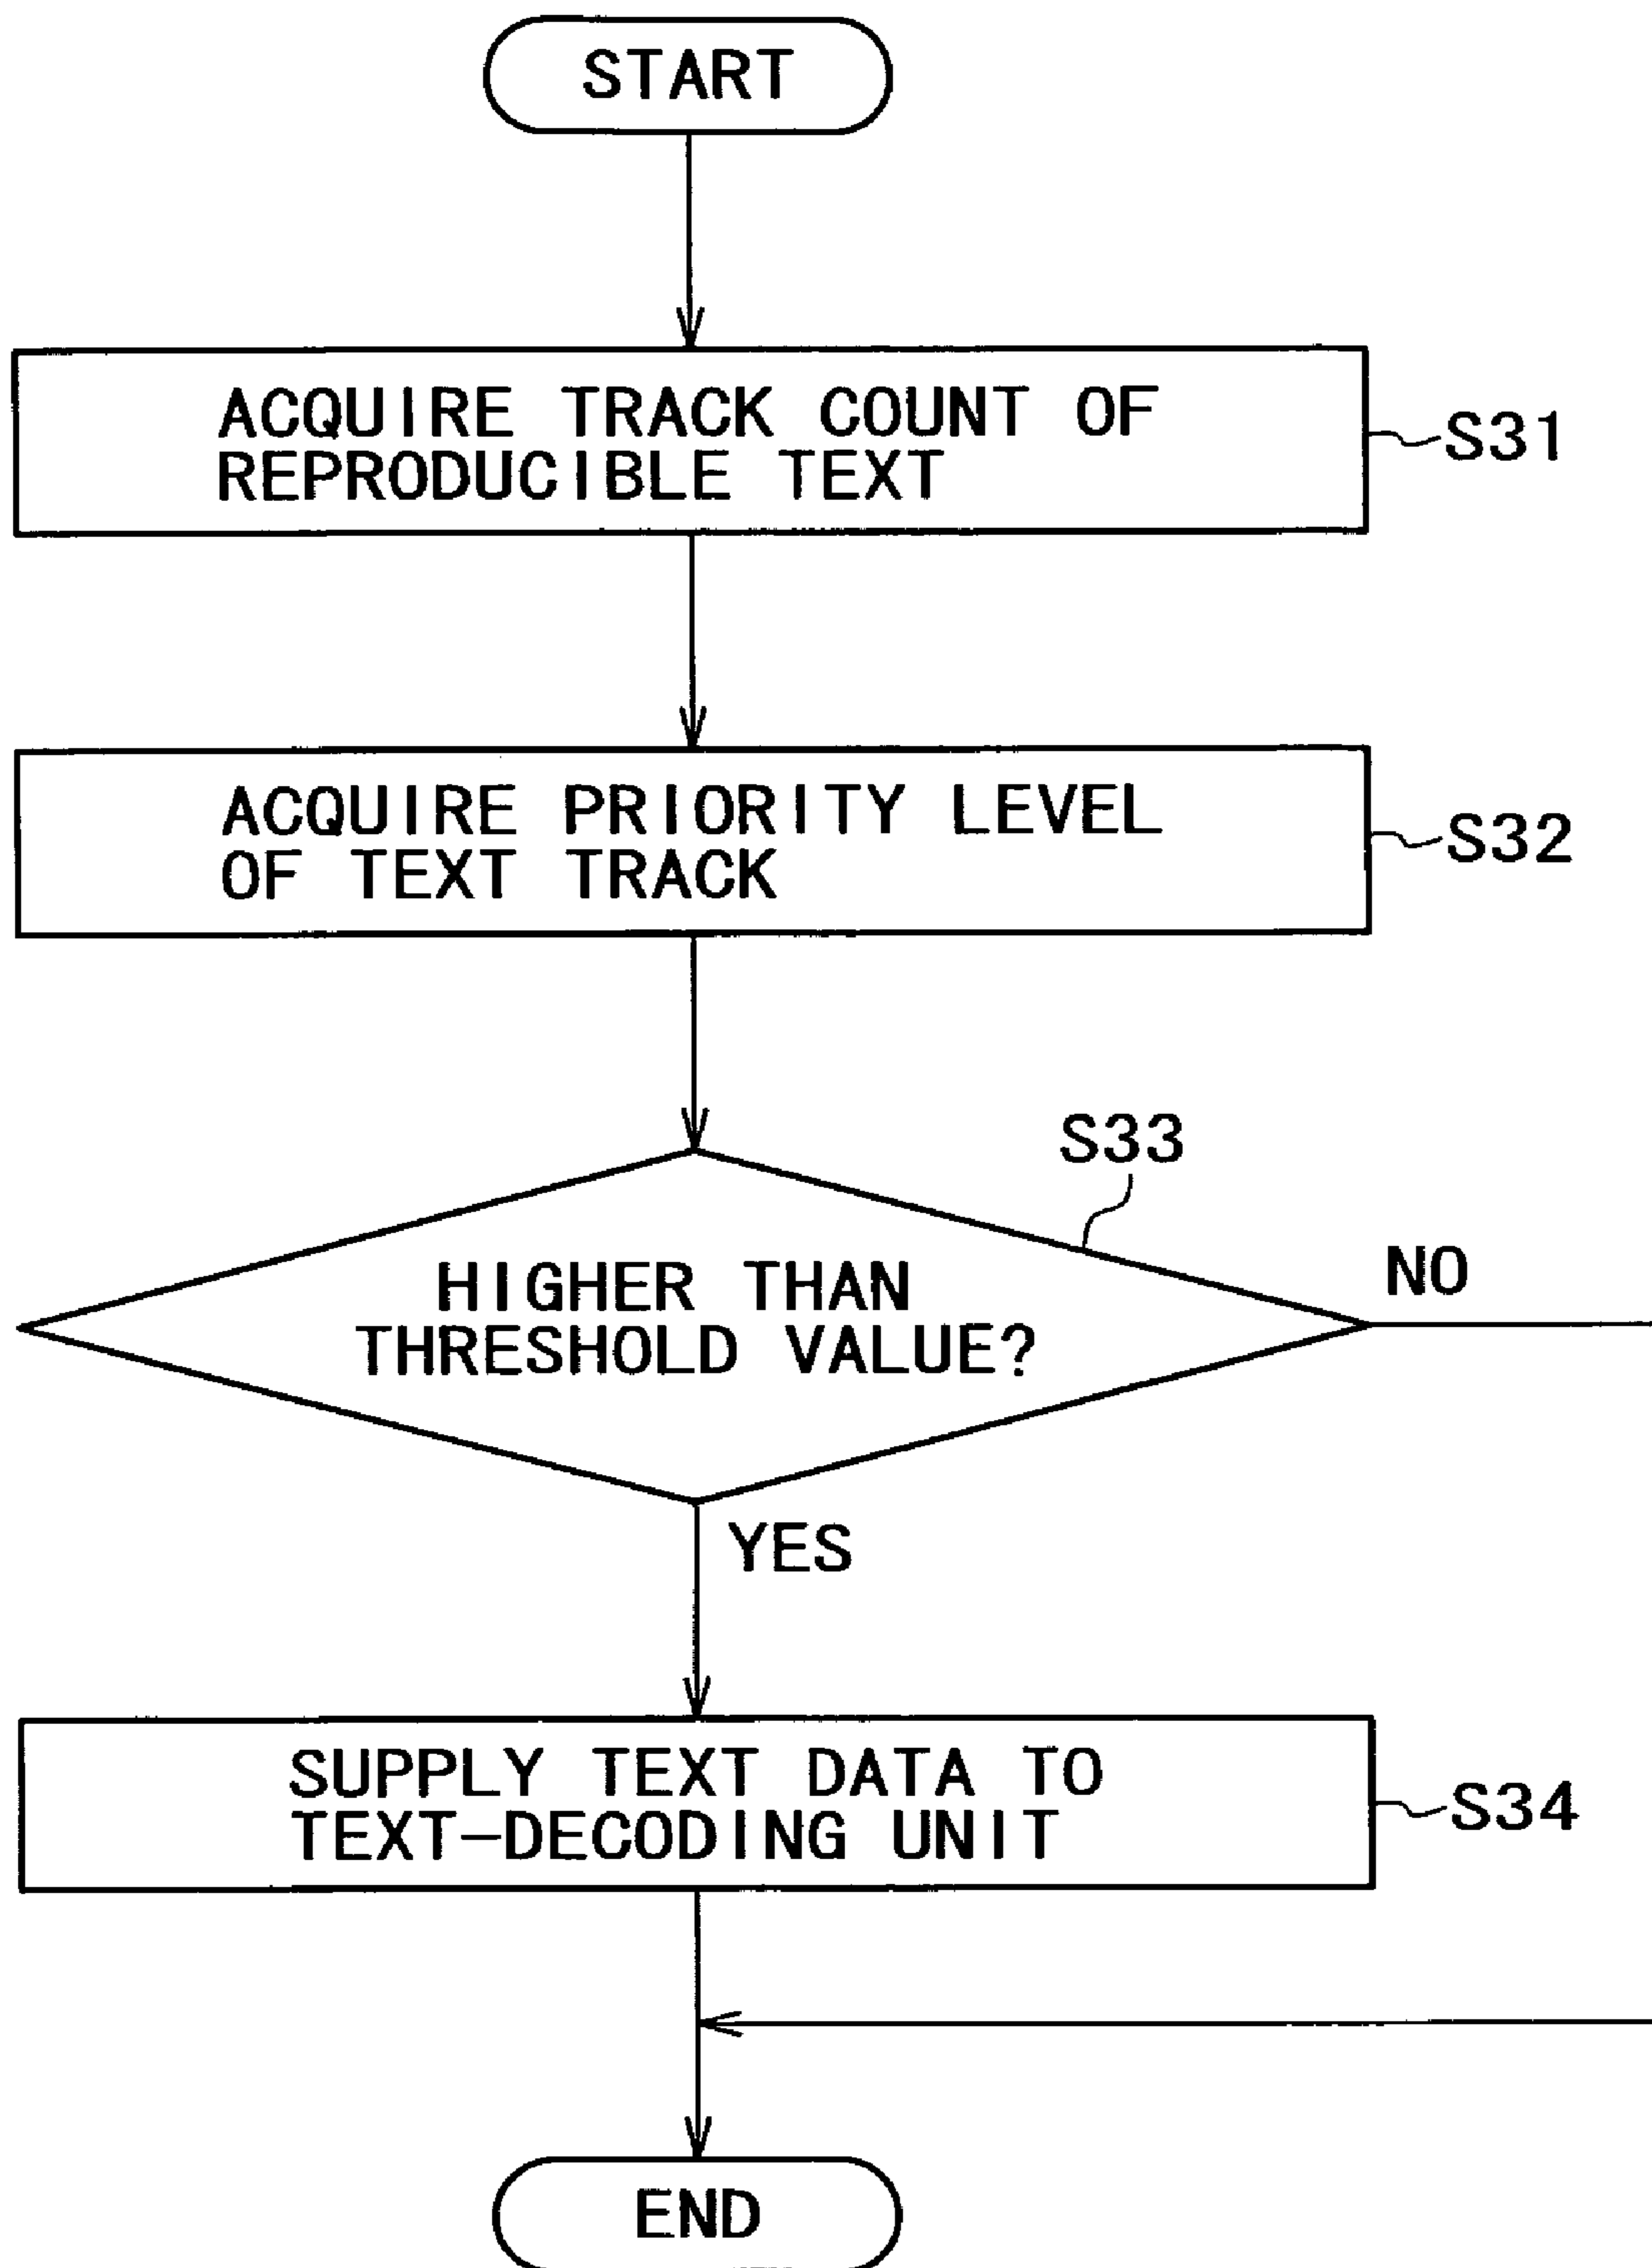 START
ACQUIRE TRACK COUNT OF
REPRODUCIBLE TEXT
S31
ACQUIRE PRIORITY LEVEL
OF TEXT TRACK
S32
S33
HIGHER THAN
THRESHOLD VALUE?
NO
YES
SUPPLY TEXT DATA TO
TEXT-DECODING UNIT
S34
END